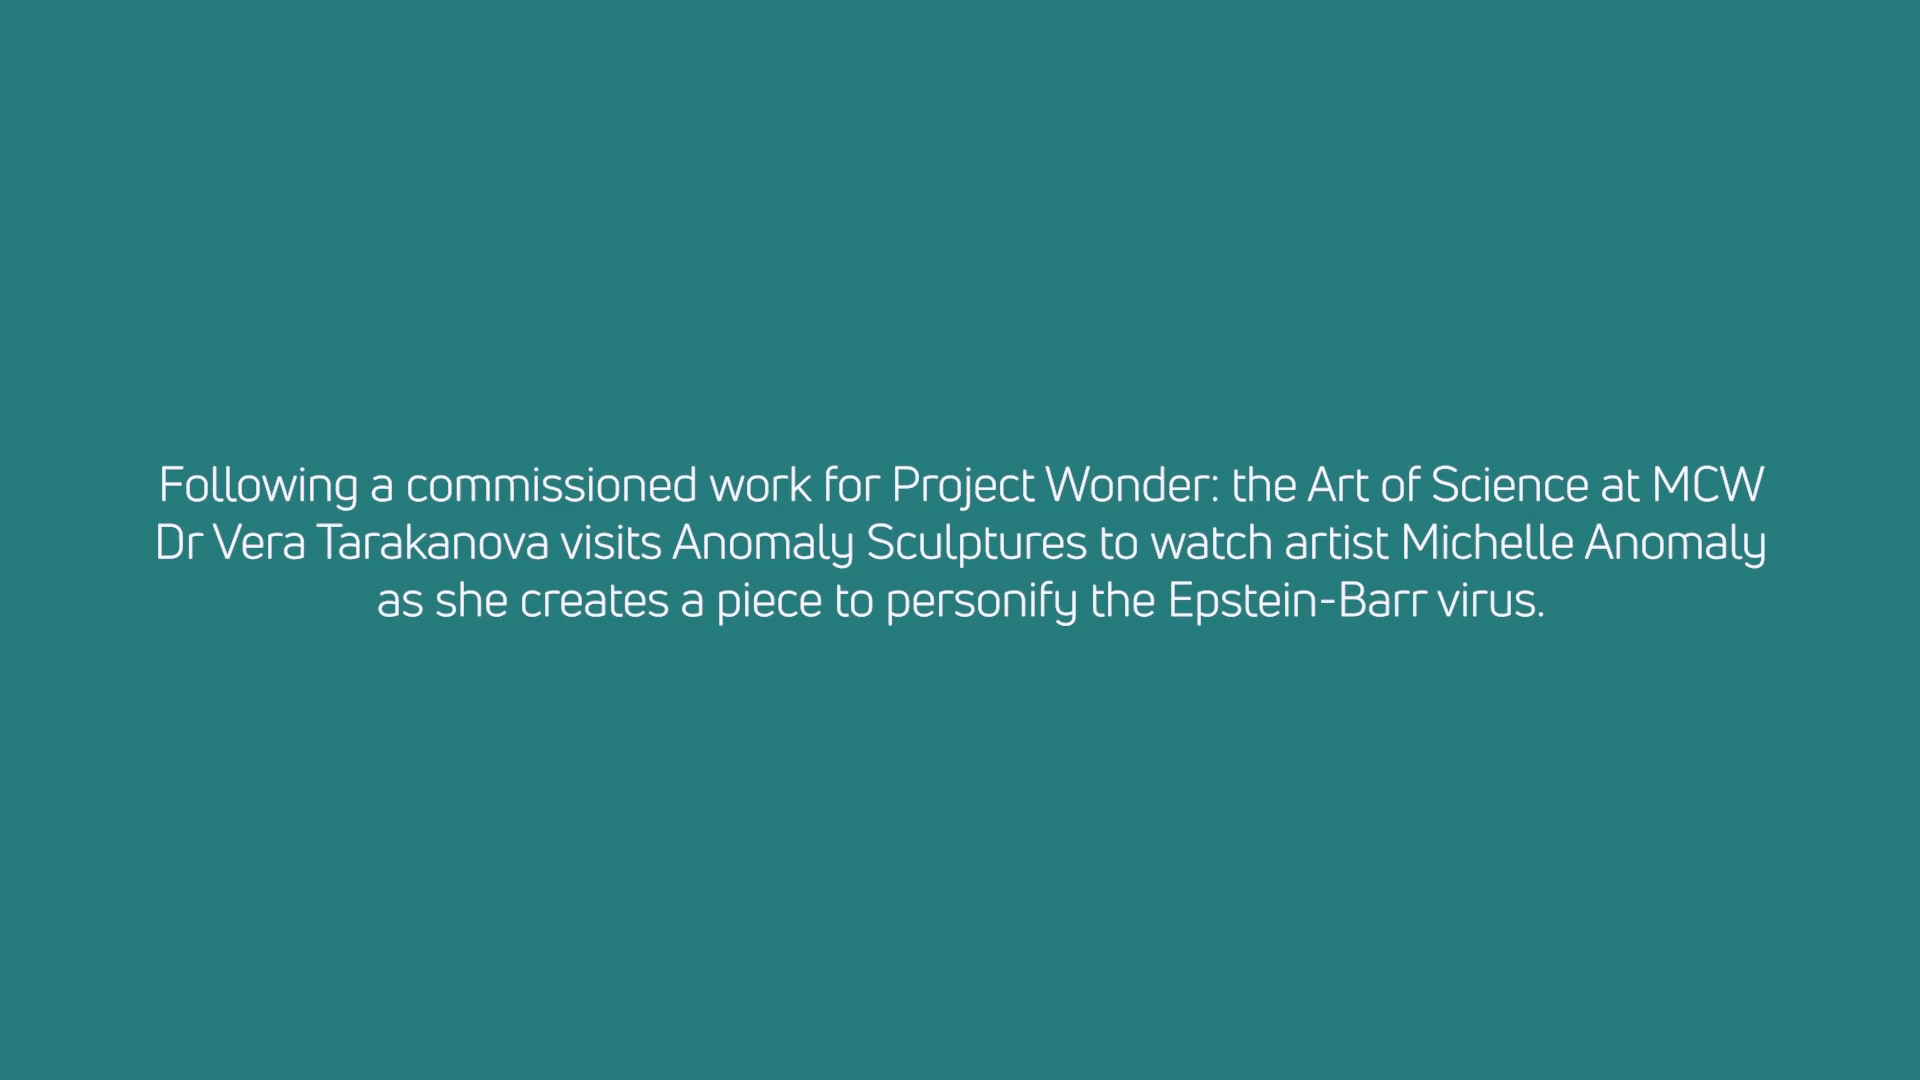 Following a commissioned work for Project Wonder: the Art of Science at MCW
Dr Vera Tarakanova visits Anomaly Sculptures to watch artist Michelle Anomaly
as she creates a piece to personify the Epstein-Barr virus.